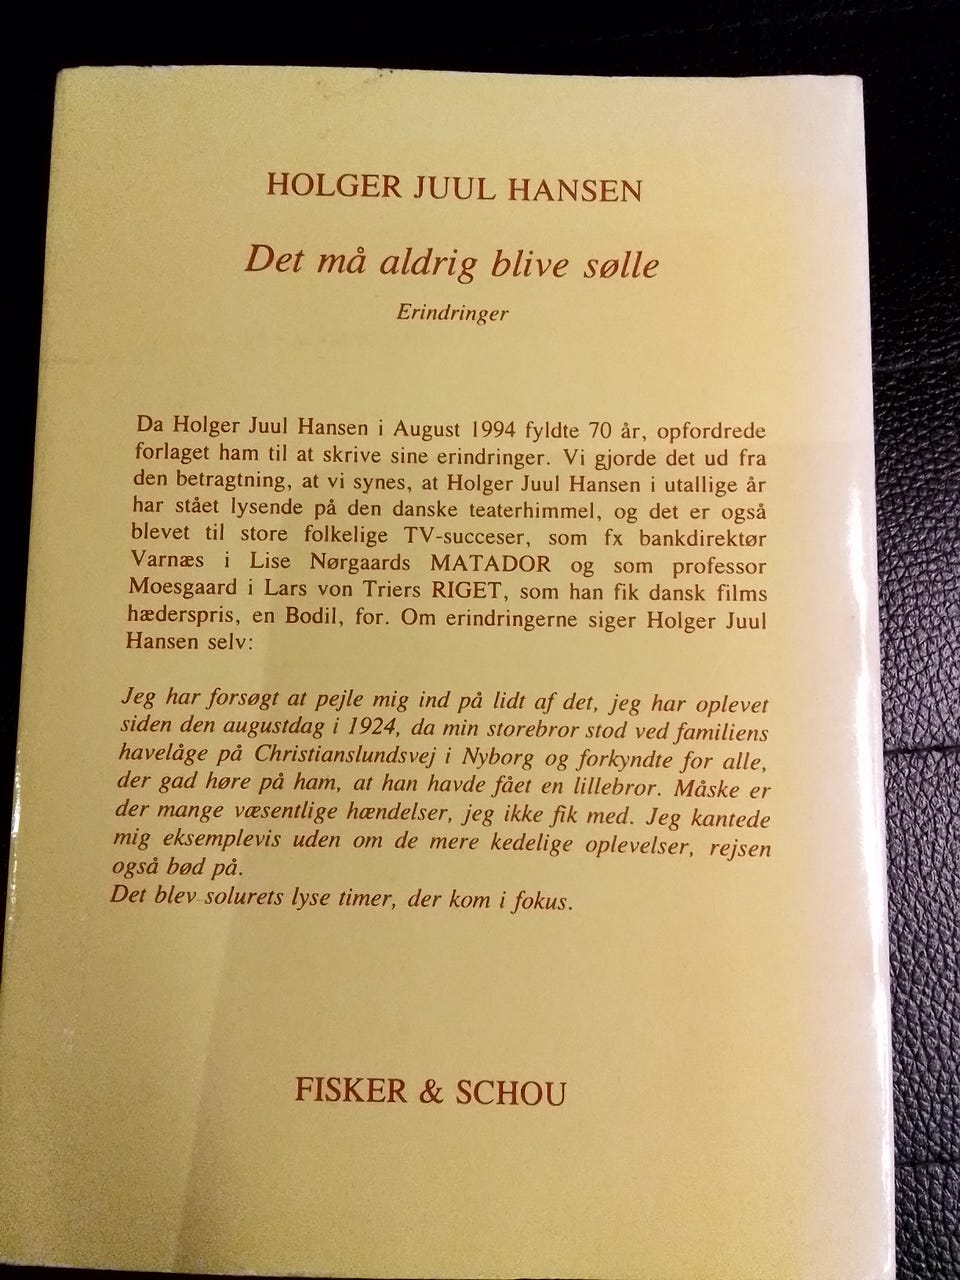 HOLGER JUUL HANSEN
Det må aldrig blive sølle
Erindringer
Da Holger Juul Hansen i August 1994 fyldte 70 år, opfordrede
forlaget ham til at skrive sine erindringer. Vi gjorde det ud fra
den betragtning, at vi synes, at Holger Juul Hansen i utallige år
har stået lysende på den danske teaterhimmel, og det er også
blevet til store folkelige TV-succeser, som fx bankdirektør
Varnæs i Lise Nørgaards MATADOR og som professor
Moesgaard i Lars von Triers RIGET, som han fik dansk films
hæderspris, en Bodil, for. Om erindringerne siger Holger Juul
Hansen selv:
Jeg har forsøgt at pejle mig ind på lidt af det, jeg har oplevet
siden den augustdag i 1924, da min storebror stod ved familiens
havelåge på Christianslundsvej i Nyborg og forkyndte for alle,
der gad høre på ham, at han havde fået en lillebror. Måske er
der mange væsentlige hændelser, jeg ikke fik med. Jeg kantede
mig eksemplevis uden om de mere kedelige oplevelser, rejsen
også bød på.
Det blev solurets lyse timer, der kom i fokus.
FISKER & SCHOU